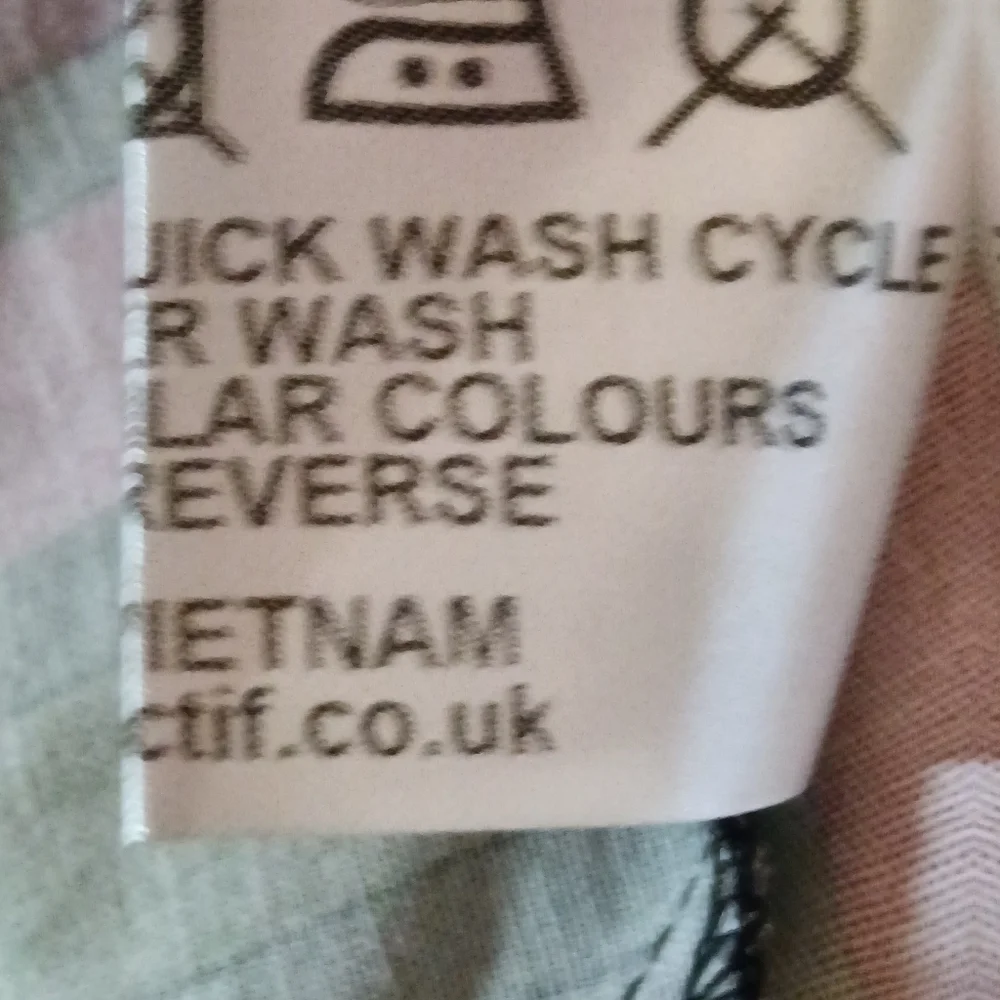 UICK WASH CYCLE
R WASH
LAR COLOURS
REVERSE
IETNAM
ctif.co.uk